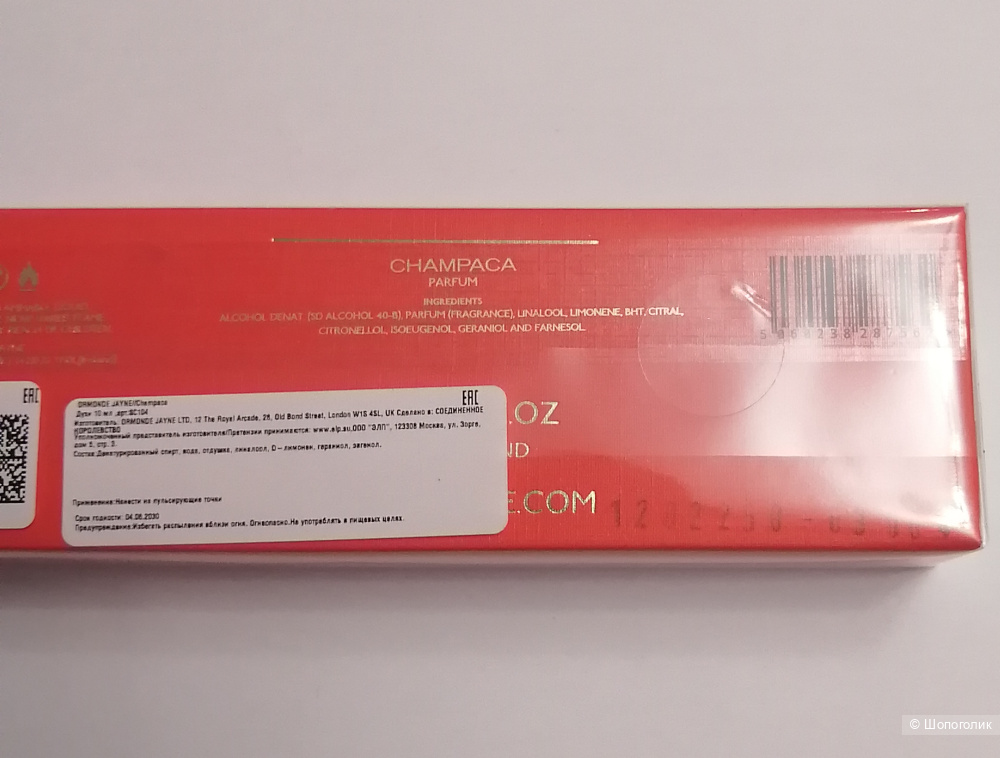 CHAMPACA
PARFUM
INGREDIENTS
ALCOHOL DENAT (SD ALCOHOL 40-B), PARFUM (FRAGRANCE), LINALOOL, LIMONENE, BHT, CITRAL,
CITRONELLOL, ISOEUGENOL, GERANIOL AND FARNESOL.
EAC
ORMONDE JAYNE//Champaca
EAC
Духи 10 мл ,арт:SC104
Изготовитель: ORMONDE JAYNE LTD, 12 The Royal Arcade, 28, Old Bond Street, London W1S 4SL, UK Сделано в: СОЕДИНЕННОЕ
КОРОЛЕВСТВО
Уполномоченный представитель изготовителя/Претензии принимаются: www.elp.su,ООО "ЭЛП", 123308 Москва, ул. Зорге,
дом 2, стр. 3.
Состав:Денатурированный спирт, вода, отдушка, линалоол, D-лимонен, гераниол, эвгенол.
Применение:Нанести на пульсирующие точки
Срок годности: 04.06.2030
Предупреждение:Избегать распыления вблизи огня. Огнеопасно.Не употреблять в пищевых целях.
.OZ
ND
E.COM
© Шопоголик